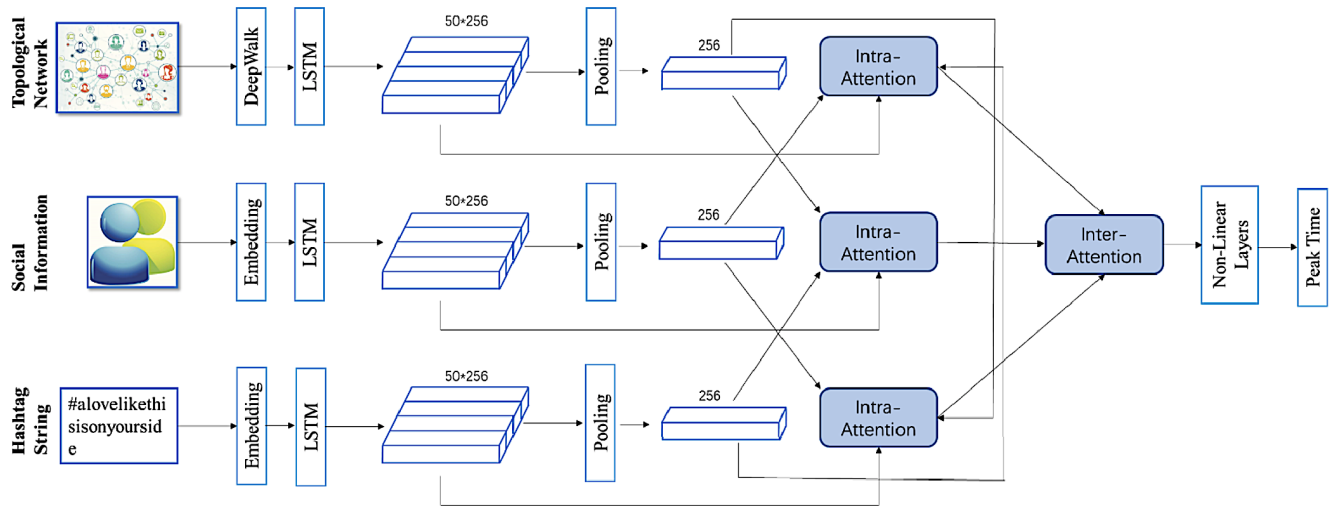 Topological
Network
DeepWalk
LSTM
50*256
Pooling
256
Intra-
Attention
Social
Information
Embedding
LSTM
50*256
Pooling
256
Intra-
Attention
Inter-
Attention
Non-Linear
Layers
Peak Time
Hashtag
String
#alovelikethi
sisonyoursid
e
Embedding
LSTM
50*256
Pooling
256
Intra-
Attention